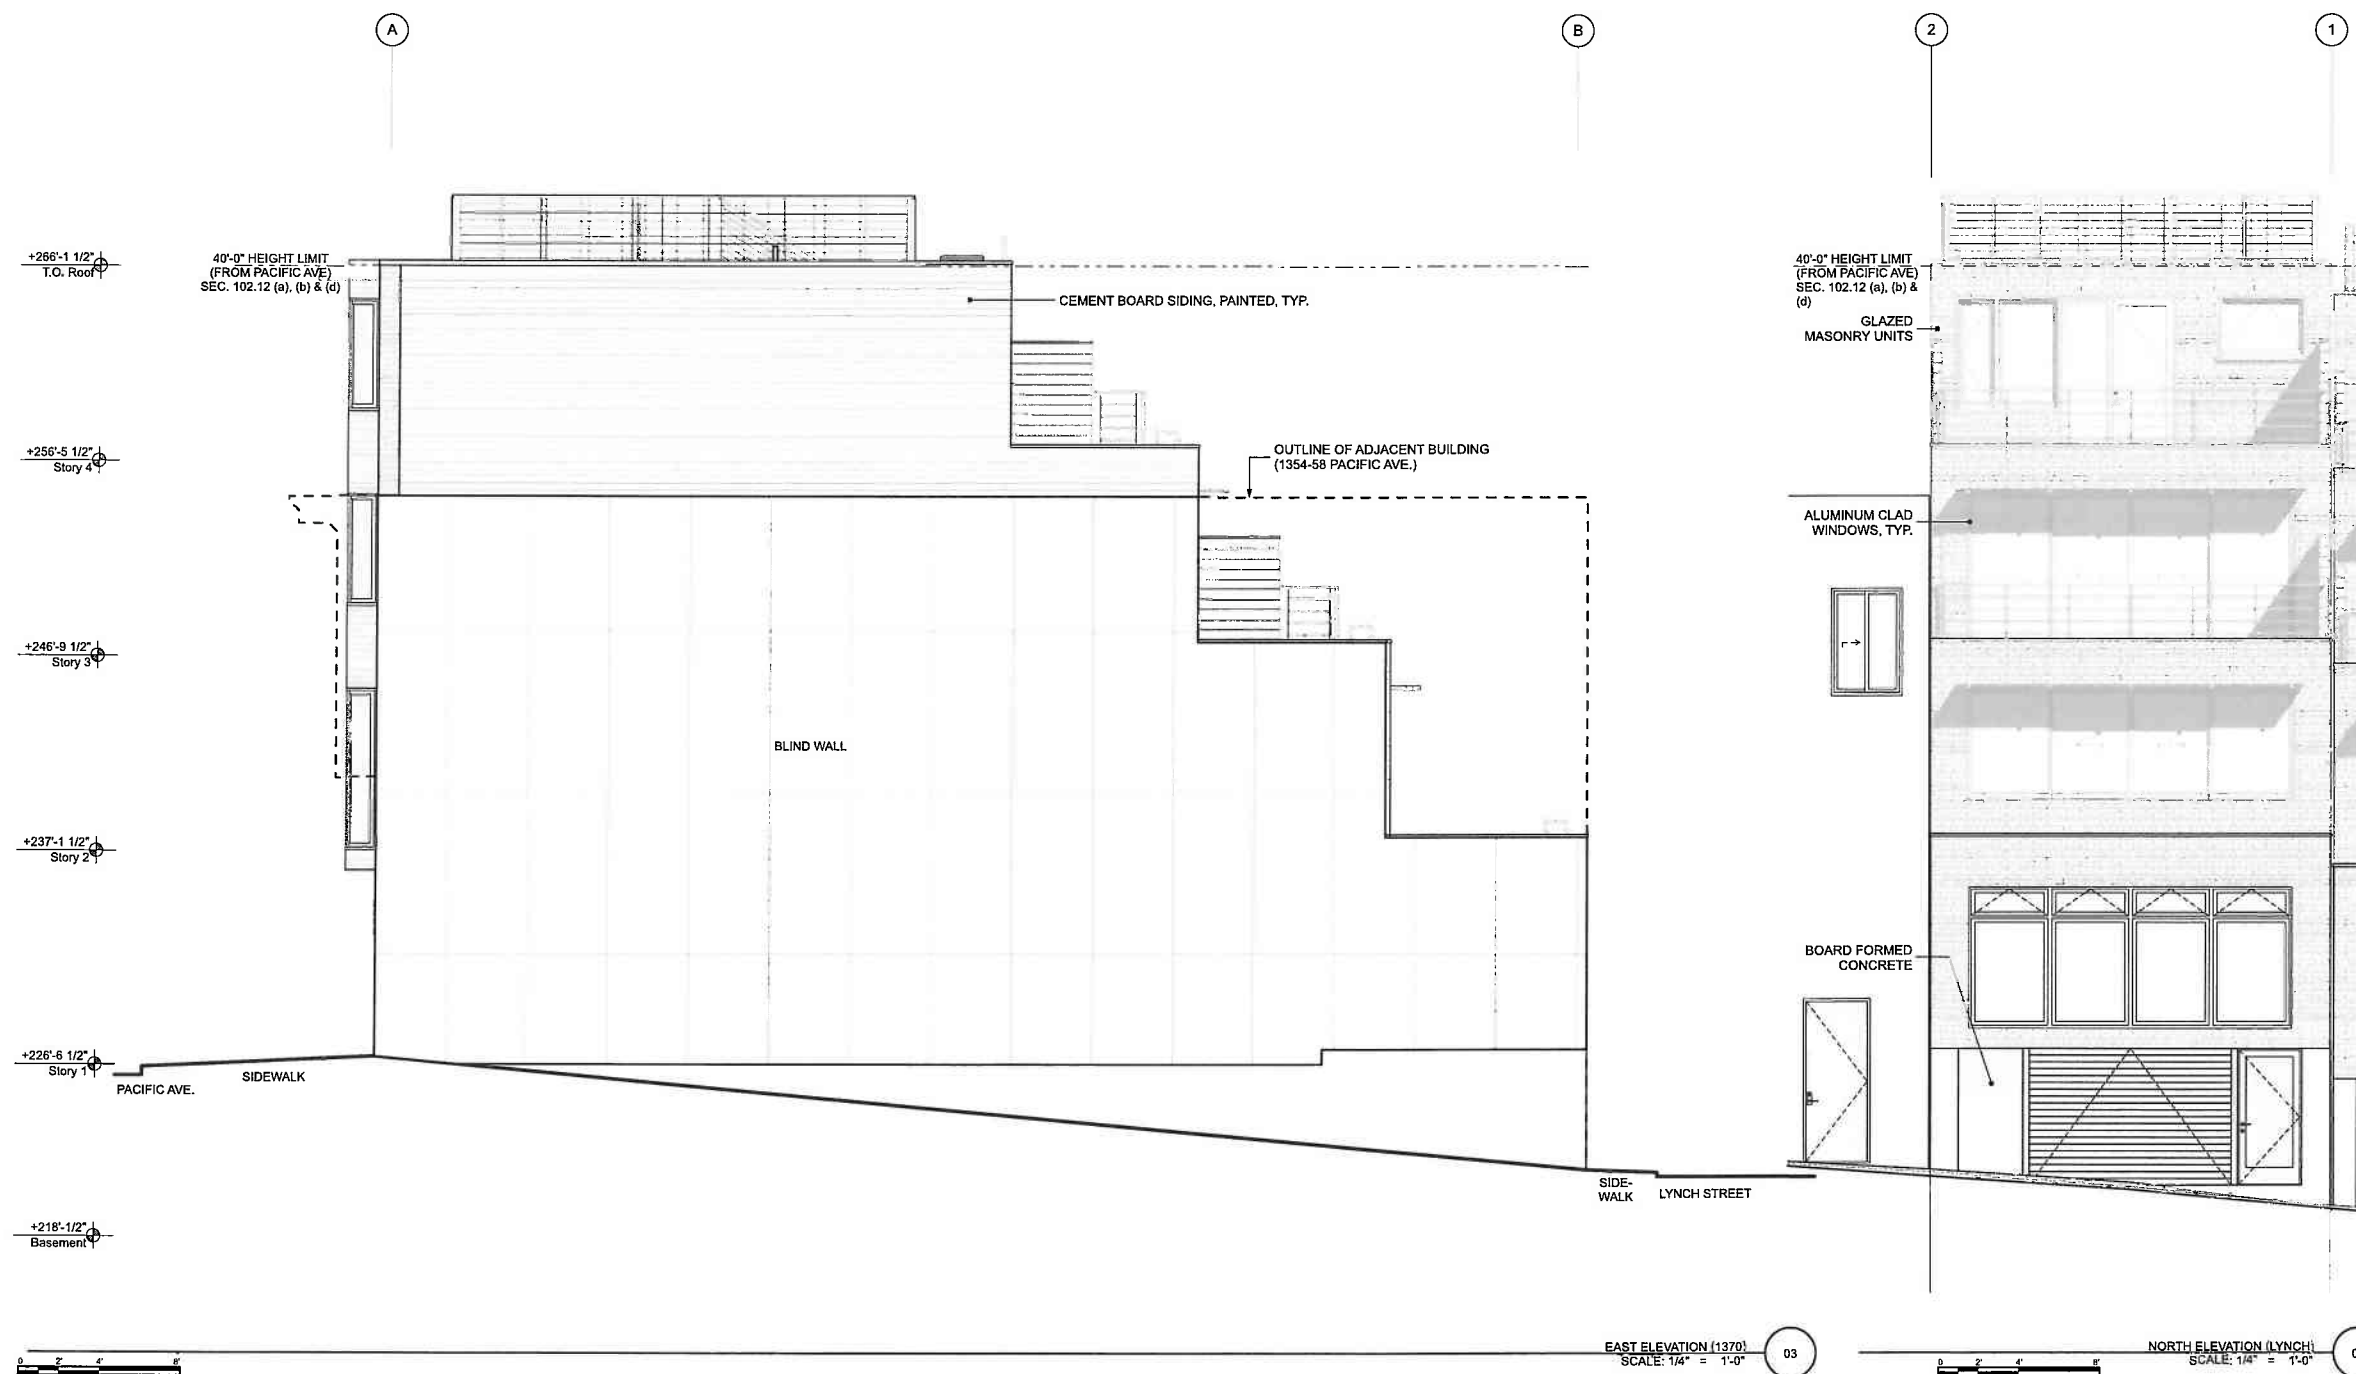 A
B
2
1
+266'-1 1/2"
T.O. Roof
40'-0" HEIGHT LIMIT
(FROM PACIFIC AVE)
SEC. 102.12 (a), (b) & (d)
CEMENT BOARD SIDING, PAINTED, TYP.
40'-0" HEIGHT LIMIT
(FROM PACIFIC AVE)
SEC. 102.12 (a), (b) &
(d)
GLAZED
MASONRY UNITS
+256'-5 1/2"
Story 4
OUTLINE OF ADJACENT BUILDING
(1354-58 PACIFIC AVE.)
ALUMINUM CLAD
WINDOWS, TYP.
+246'-9 1/2"
Story 3
BLIND WALL
+237'-1 1/2"
Story 2
BOARD FORMED
CONCRETE
+226'-6 1/2"
Story 1
PACIFIC AVE.
SIDEWALK
SIDE-
WALK
LYNCH STREET
+218'-1/2"
Basement
EAST ELEVATION (1370)
SCALE: 1/4" = 1'-0"
03
NORTH ELEVATION (LYNCH)
SCALE: 1/4" = 1'-0"
0 2' 4' 8'
0 2' 4' 8'